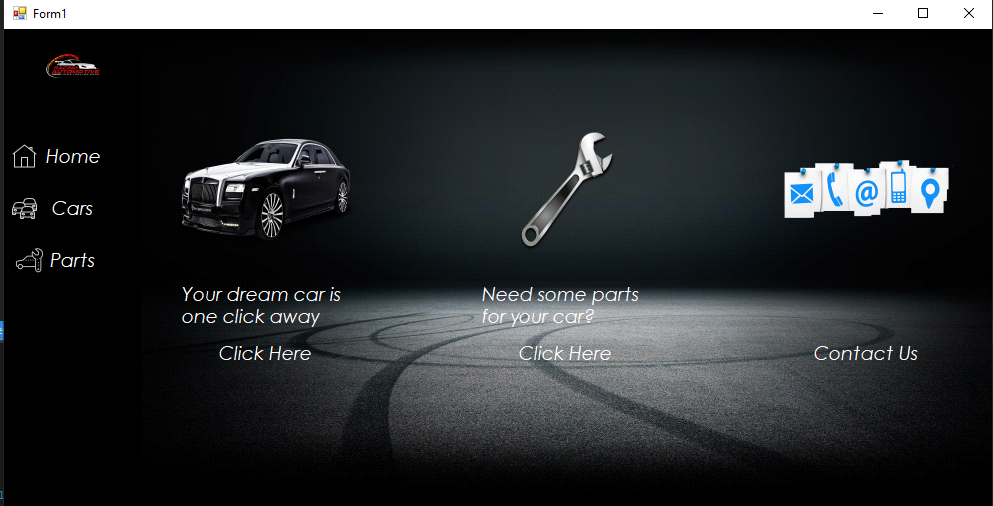 Form1
AUTOMOTIVE
Home
Cars
Parts
Your dream car is
one click away
Click Here
Need some parts
for your car?
Click Here
@
Contact Us